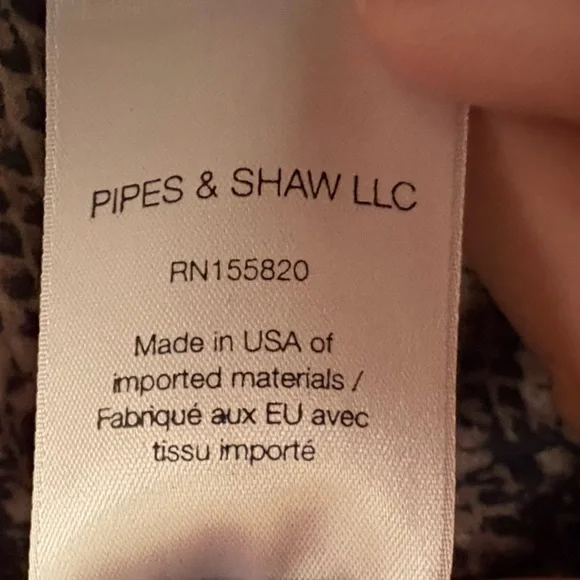 PIPES & SHAW LLC
RN155820
Made in USA of
imported materials /
Fabriqué aux EU avec
tissu importé